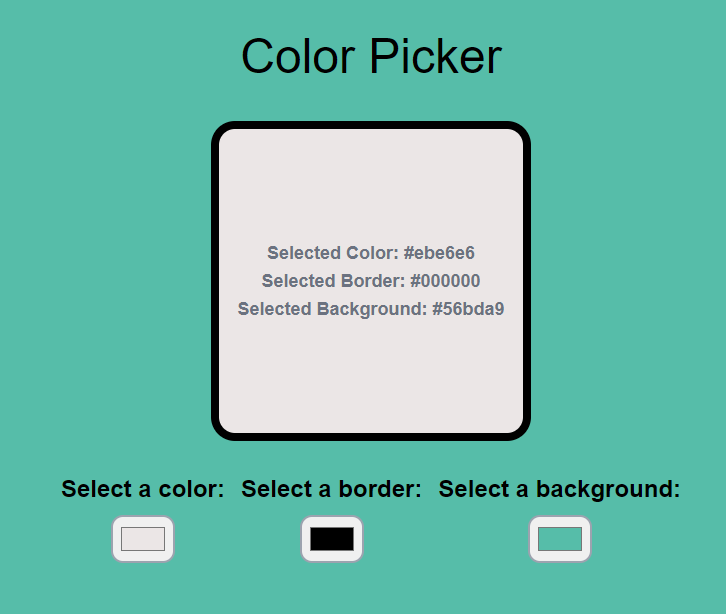 Color Picker
Selected Color: #ebe6e6
Selected Border: #000000
Selected Background: #56bda9
Select a color: Select a border: Select a background: